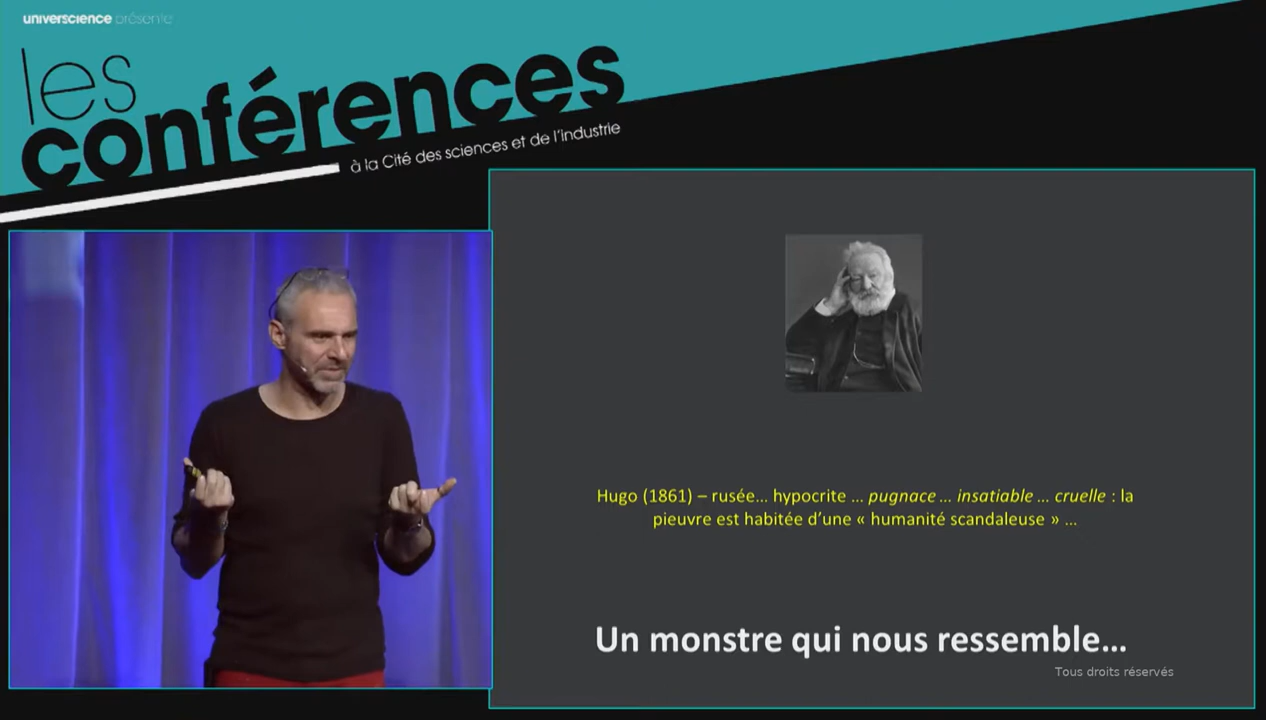 universcience présente
les
conférences
à la Cité des sciences et de l'industrie
Hugo (1861) – rusée... hypocrite ... pugnace ... insatiable ... cruelle : la
pieuvre est habitée d'une « humanité scandaleuse » ...
Un monstre qui nous ressemble...
Tous droits réservés